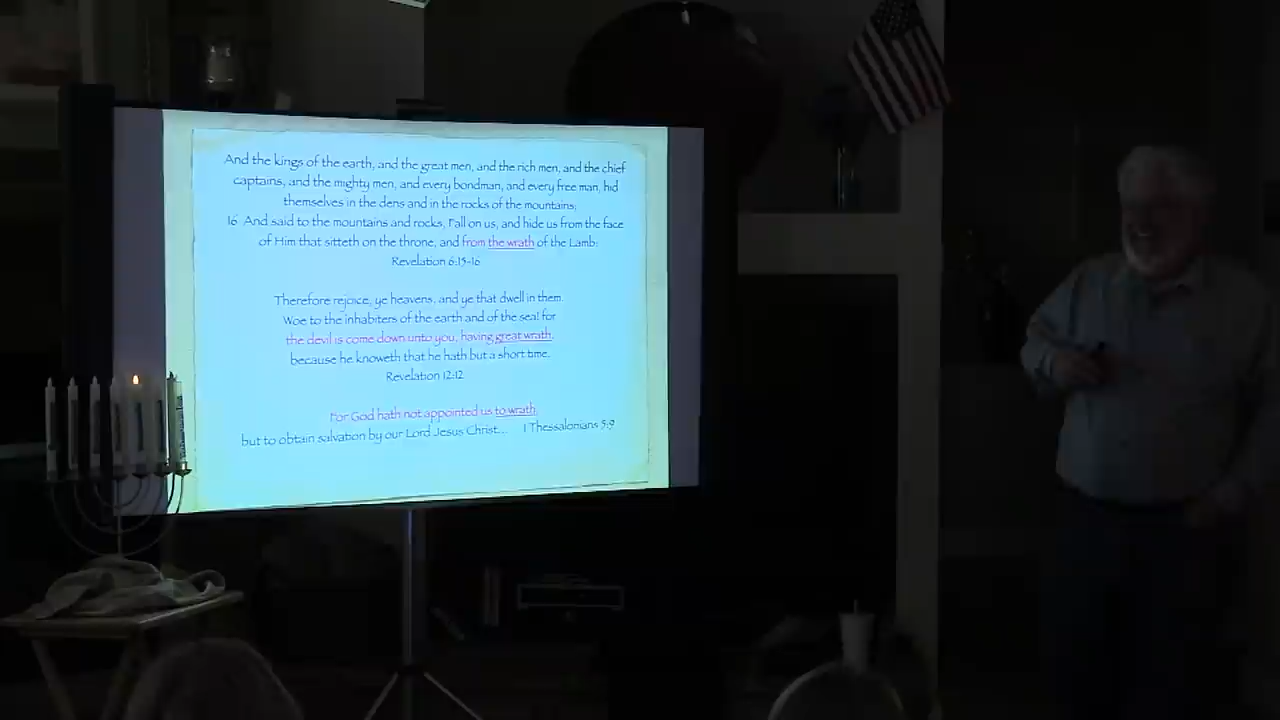 And the kings of the earth, and the great men, and the rich men, and the chief
captains, and the mighty men, and every bondman, and every free man, hid
themselves in the dens and in the rocks of the mountains;
16 And said to the mountains and rocks, Fall on us, and hide us from the face
of Him that sitteth on the throne, and from the wrath of the Lamb:
Revelation 6:15-16
Therefore rejoice, ye heavens, and ye that dwell in them.
Woe to the inhabiters of the earth and of the sea! for
the devil is come down unto you, having great wrath,
because he knoweth that he hath but a short time.
Revelation 12:12
For God hath not appointed us to wrath,
but to obtain salvation by our Lord Jesus Christ... 1 Thessalonians 5:9